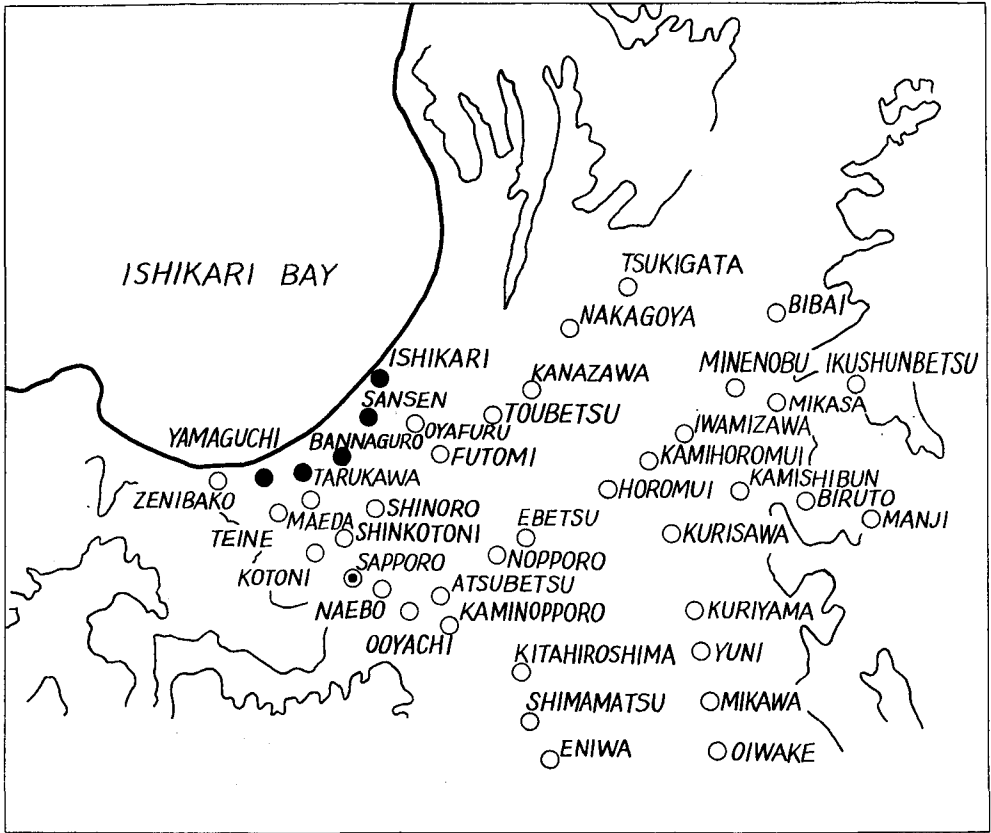 TSUKIGATA
ISHIKARI BAY
BIBAI
NAKAGOYA
ISHIKARI
MINENOBU
IKUSHUNBETSU
KANAZAWA
SANSEN
MIKASA
TOUBETSU
OYAFURU
IWAMIZAWA
YAMAGUCHI
BANNAGURO
FUTOMI
KAMIHOROMUI
TARUKAWA
KAMISHIBUN
ZENIBAKO
HOROMUI
BIRUTO
SHINORO
MAEDA
EBETSU
MANJI
TEINE
SHINKOTONI
KURISAWA
SAPPORO
NOPPORO
KOTONI
ATSUBETSU
NAEBO
KAMINOPPORO
KURIYAMA
OOYACHI
KITAHIROSHIMA
YUNI
SHIMAMATSU
MIKAWA
ENIWA
OIWAKE